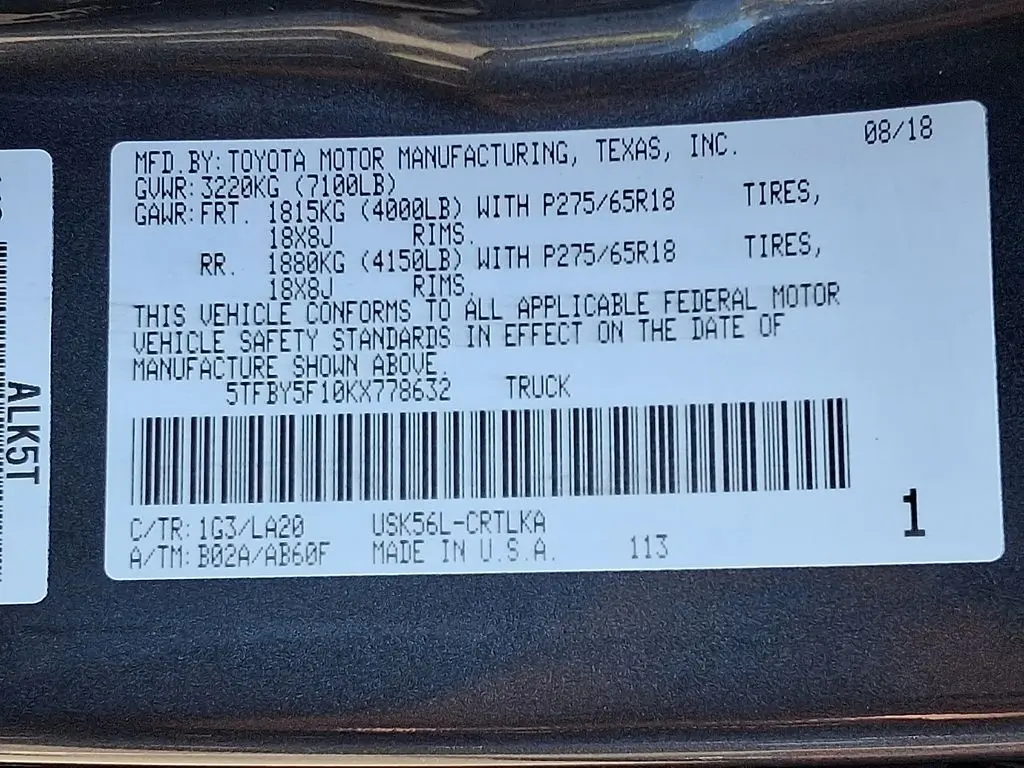 MFD.BY: TOYOTA MOTOR MANUFACTURING, TEXAS, INC. 08/18
GVWR: 3220KG (7100LB)
GAWR: FRT. 1815KG (4000LB) WITH P275/65R18 TIRES,
18X8J RIMS.
RR. 1880KG (4150LB) WITH P275/65R18 TIRES,
18X8J RIMS.
THIS VEHICLE CONFORMS TO ALL APPLICABLE FEDERAL MOTOR
VEHICLE SAFETY STANDARDS IN EFFECT ON THE DATE OF
MANUFACTURE SHOWN ABOVE.
5TFBY5F10KX778632 TRUCK
C/TR: 1G3/LA20 USK56L-CRTLKA
A/TM: B02A/AB60F MADE IN U.S.A. 113
1
ALK5T